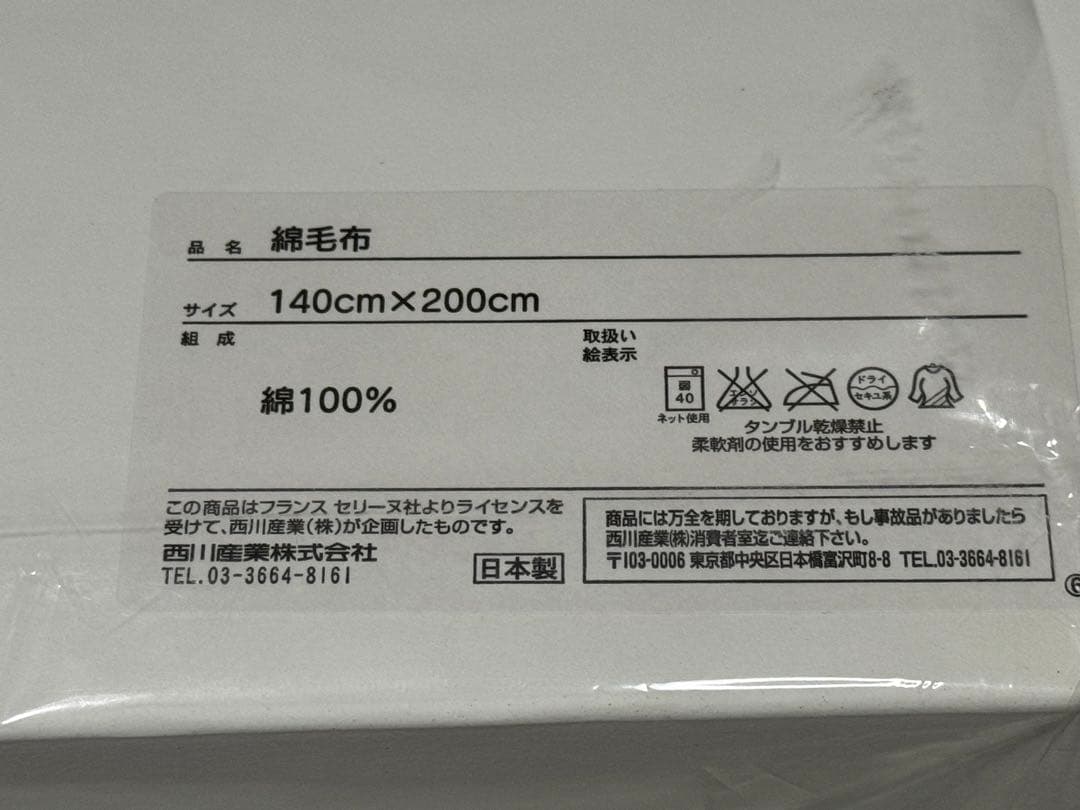 品 名 綿毛布
サイズ 140cm×200cm
組 成
綿100%
取扱い
絵表示
弱
40
ネット使用
エンソ
サラシ
ドライ
セキユ系
タンブル乾燥禁止
柔軟剤の使用をおすすめします
この商品はフランス セリーヌ社よりライセンスを
受けて、西川産業(株)が企画したものです。
西川産業株式会社
TEL.03-3664-8161
日本製
商品には万全を期しておりますが、もし事故品がありましたら
西川産業(株)消費者室迄ご連絡下さい。
〒103-0006 東京都中央区日本橋富沢町8-8 TEL.03-3664-8161